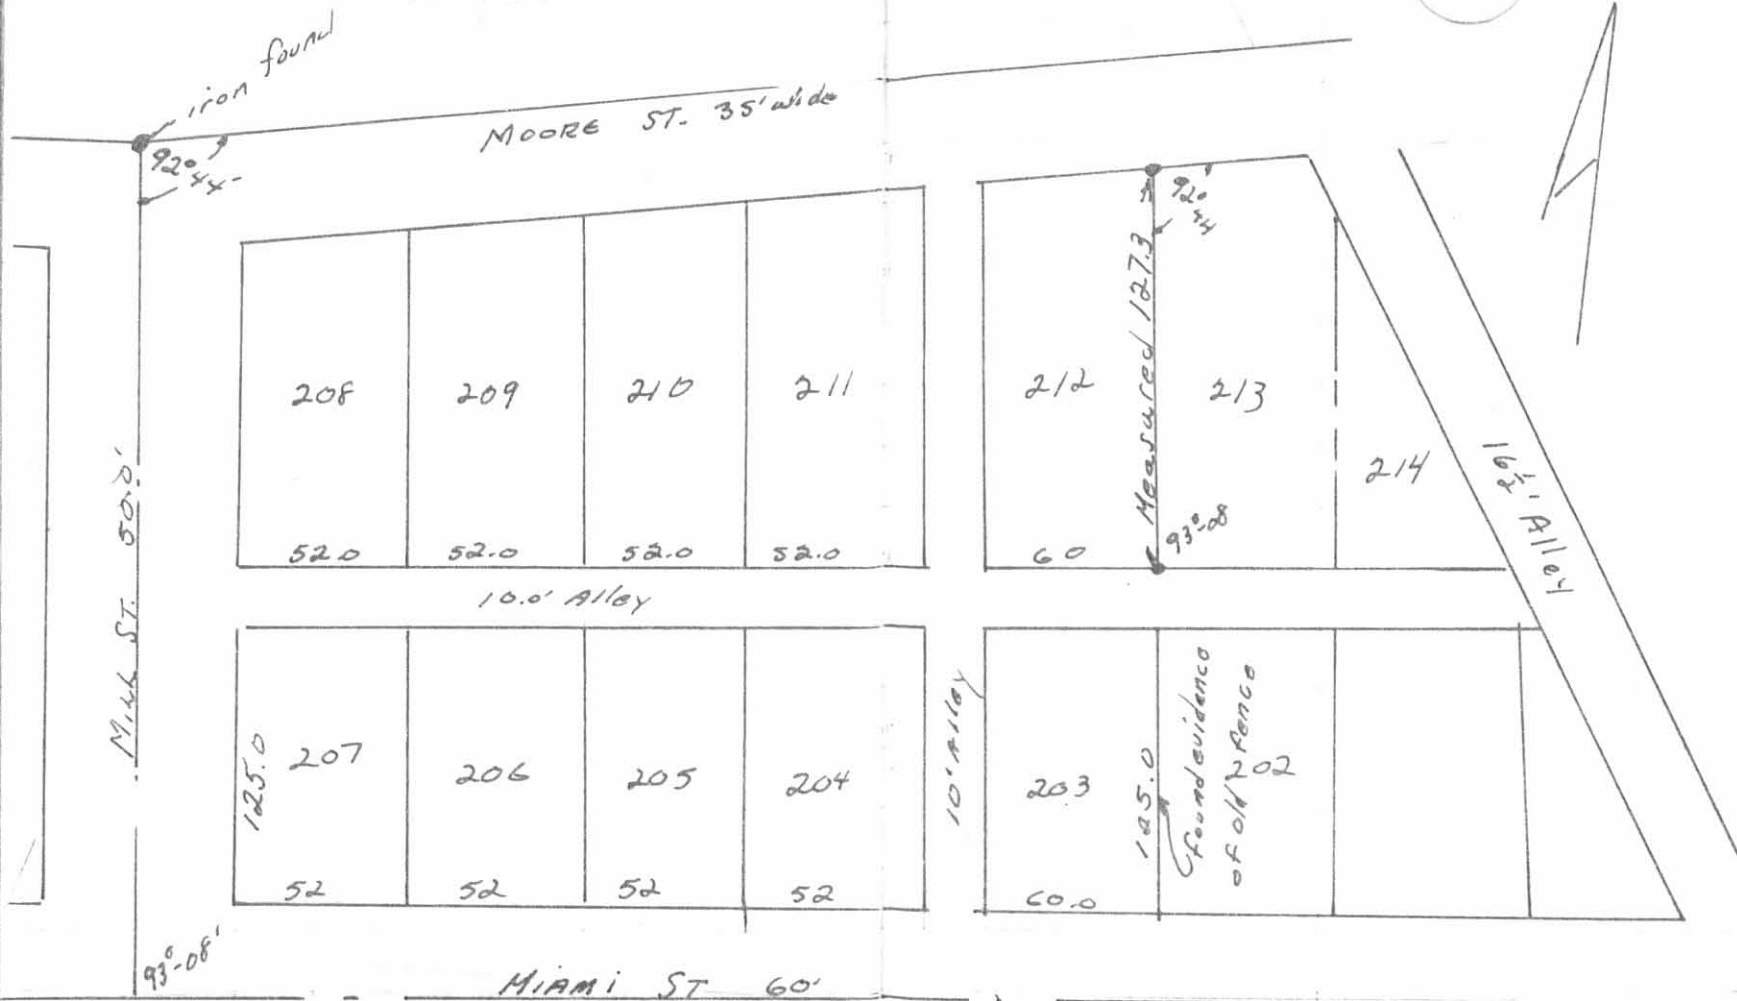 iron found
MOORE ST. 35' wide
92° 44'
92° 44'
208
209
210
211
212
Measured 127.3
213
214
16 1/2' Alley
MILL ST. 50.0'
52.0
52.0
52.0
52.0
60
93°-08
10.0' Alley
10' Alley
125.0
207
206
205
204
203
125.0
found evidence
of old fence
202
52
52
52
52
60.0
93°-08'
MIAMI ST 60'